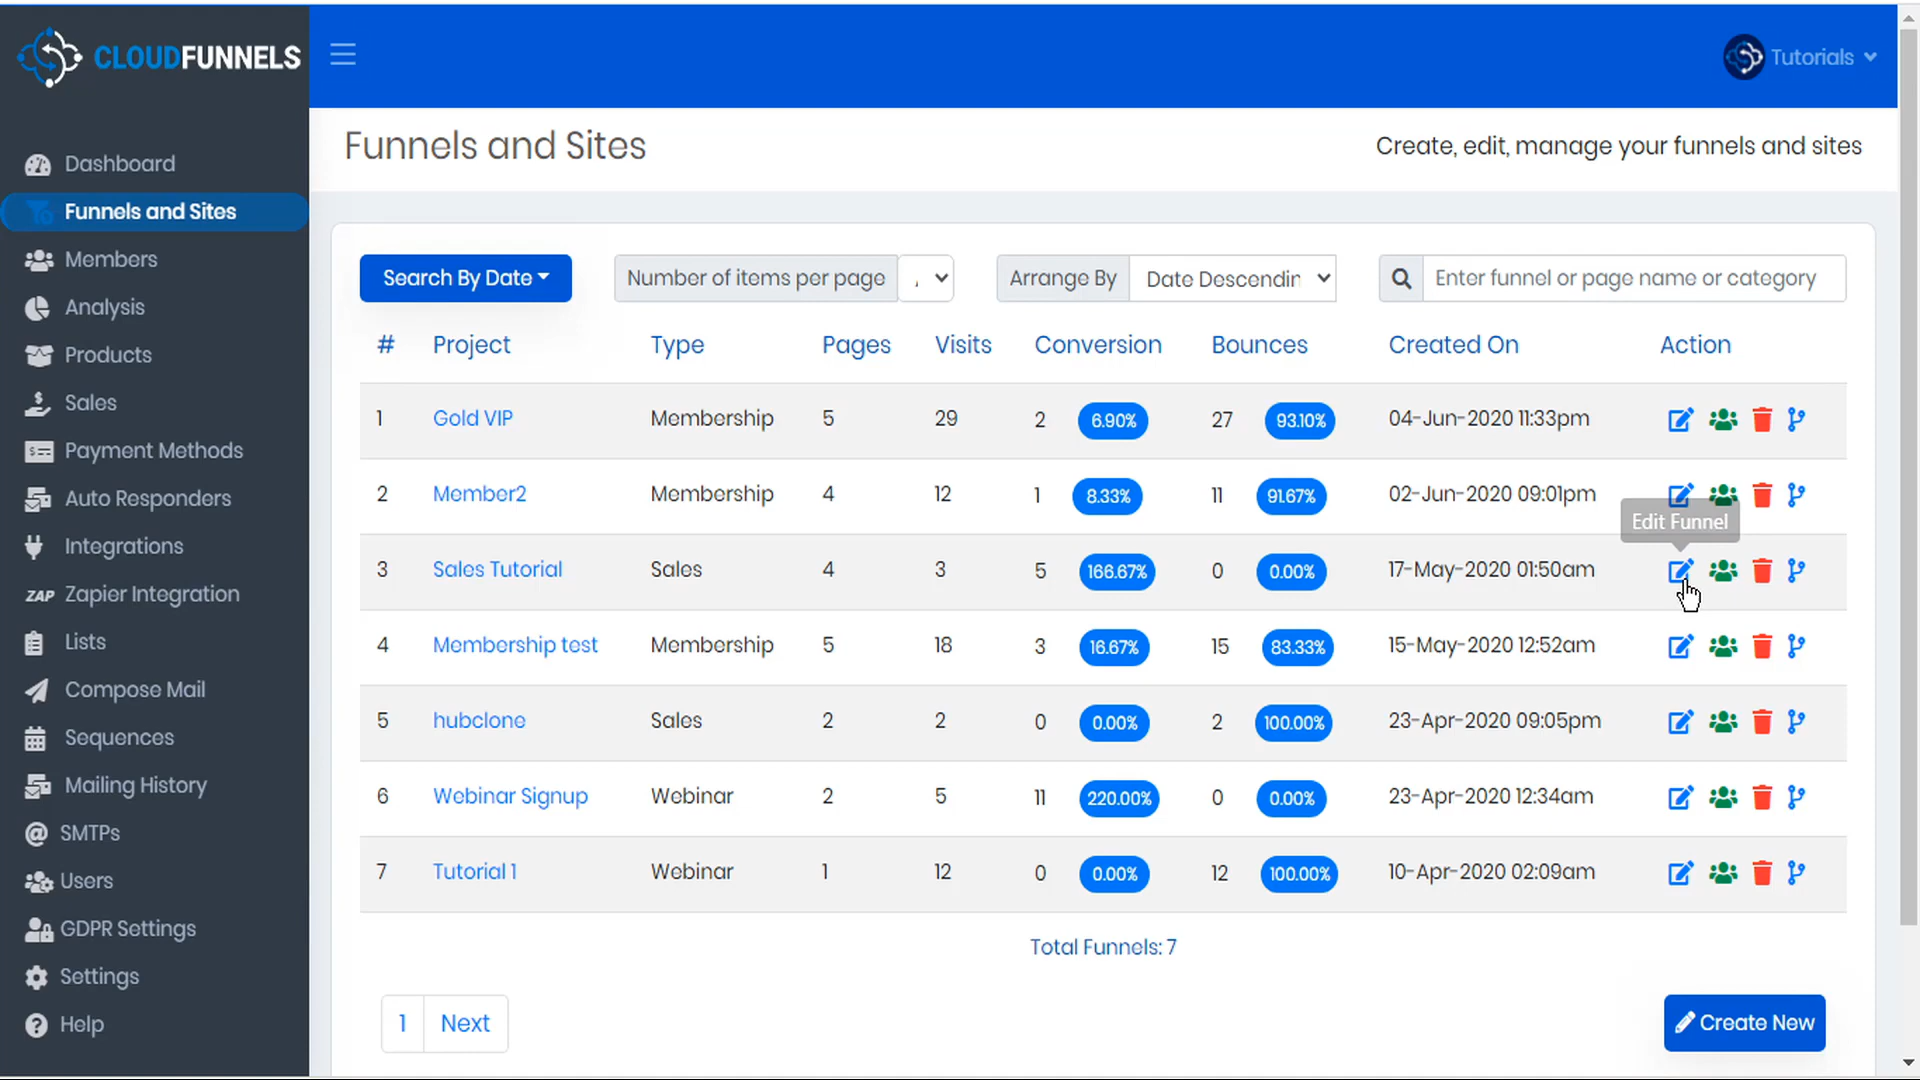 CLOUDFUNNELS
Tutorials
Dashboard
Funnels and Sites
Members
Analysis
Products
Sales
Payment Methods
Auto Responders
Integrations
ZAP Zapier Integration
Lists
Compose Mail
Sequences
Mailing History
SMTPs
Users
GDPR Settings
Settings
Help
Funnels and Sites
Create, edit, manage your funnels and sites
Search By Date
Number of items per page
Arrange By Date Descendin
Enter funnel or page name or category
# Project Type Pages Visits Conversion Bounces Created On Action
1 Gold VIP Membership 5 29 2 6.90% 27 93.10% 04-Jun-2020 11:33pm
2 Member2 Membership 4 12 1 8.33% 11 91.67% 02-Jun-2020 09:01pm
Edit Funnel
3 Sales Tutorial Sales 4 3 5 166.67% 0 0.00% 17-May-2020 01:50am
4 Membership test Membership 5 18 3 16.67% 15 83.33% 15-May-2020 12:52am
5 hubclone Sales 2 2 0 0.00% 2 100.00% 23-Apr-2020 09:05pm
6 Webinar Signup Webinar 2 5 11 220.00% 0 0.00% 23-Apr-2020 12:34am
7 Tutorial 1 Webinar 1 12 0 0.00% 12 100.00% 10-Apr-2020 02:09am
Total Funnels: 7
1 Next
Create New